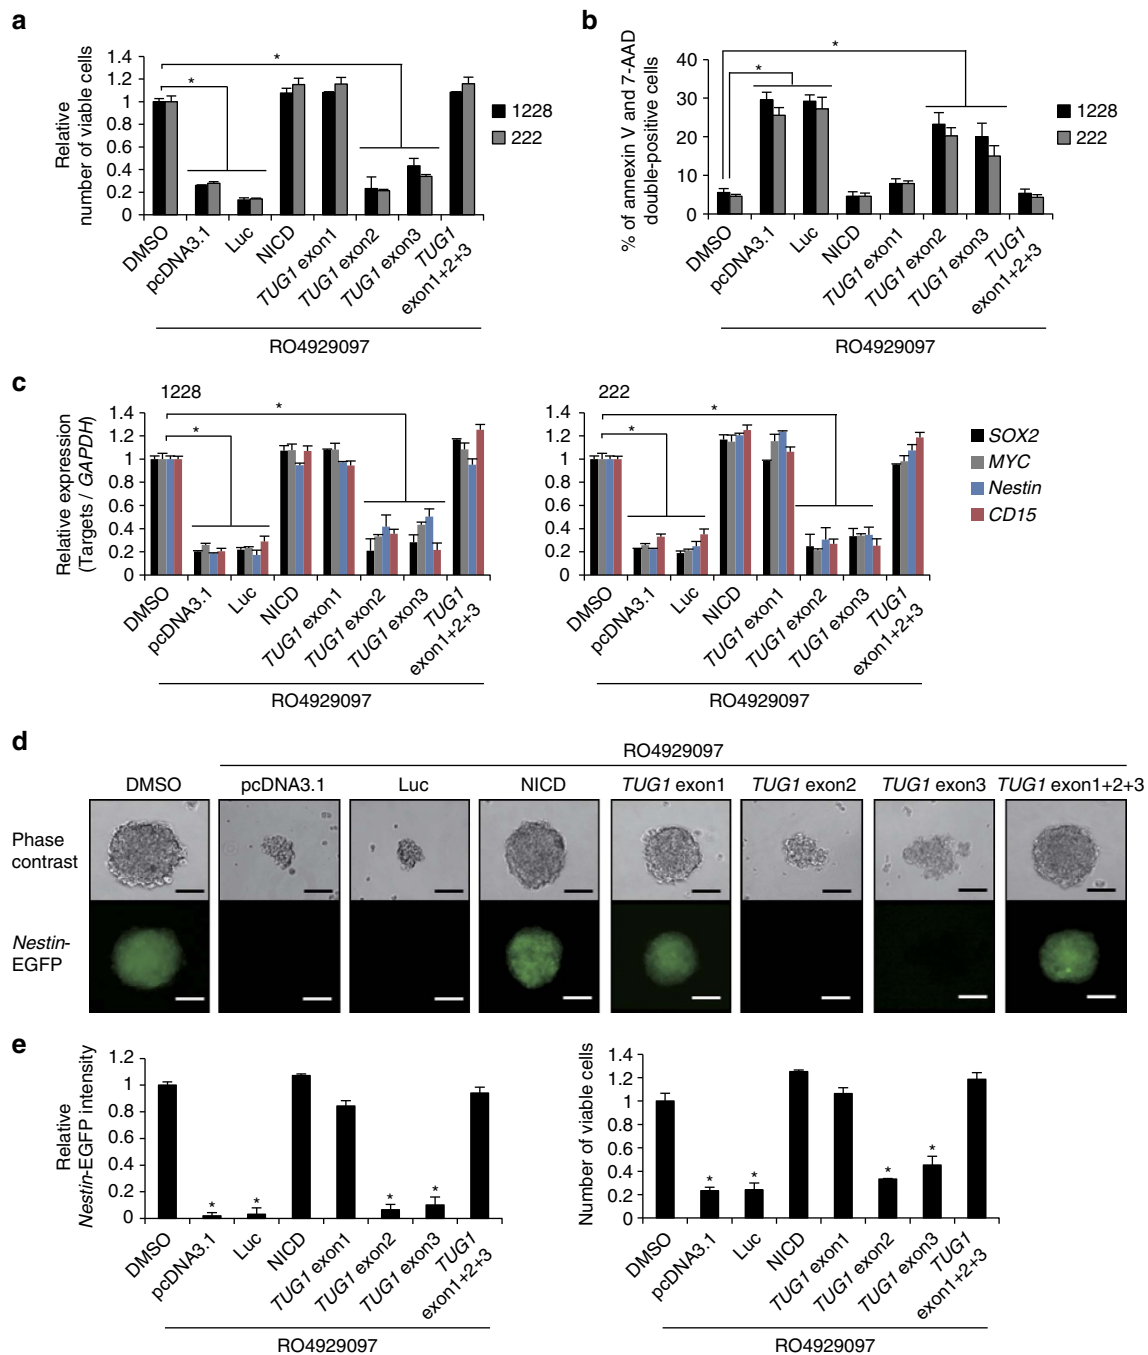 a
Relative
number of viable cells
1.4
1.2
1
0.8
0.6
0.4
0.2
0
*
*
1228
222
DMSO
pcDNA3.1
Luc
NICD
TUG1 exon1
TUG1 exon2
TUG1 exon3
TUG1
exon1+2+3
RO4929097
b
% of annexin V and 7-AAD
double-positive cells
40
30
20
10
0
*
*
1228
222
DMSO
pcDNA3.1
Luc
NICD
TUG1 exon1
TUG1 exon2
TUG1 exon3
TUG1
exon1+2+3
RO4929097
c
1228
Relative expression
(Targets / GAPDH)
1.4
1.2
1
0.8
0.6
0.4
0.2
0
*
*
DMSO
pcDNA3.1
Luc
NICD
TUG1 exon1
TUG1 exon2
TUG1 exon3
TUG1
exon1+2+3
RO4929097
222
1.4
1.2
1
0.8
0.6
0.4
0.2
0
*
*
DMSO
pcDNA3.1
Luc
NICD
TUG1 exon1
TUG1 exon2
TUG1 exon3
TUG1
exon1+2+3
RO4929097
SOX2
MYC
Nestin
CD15
d
RO4929097
DMSO
pcDNA3.1
Luc
NICD
TUG1 exon1
TUG1 exon2
TUG1 exon3
TUG1 exon1+2+3
Phase
contrast
Nestin-
EGFP
e
Relative
Nestin-EGFP intensity
1.2
1
0.8
0.6
0.4
0.2
0
*
*
*
*
DMSO
pcDNA3.1
Luc
NICD
TUG1 exon1
TUG1 exon2
TUG1 exon3
TUG1
exon1+2+3
RO4929097
Number of viable cells
1.4
1.2
1
0.8
0.6
0.4
0.2
0
*
*
*
*
DMSO
pcDNA3.1
Luc
NICD
TUG1 exon1
TUG1 exon2
TUG1 exon3
TUG1
exon1+2+3
RO4929097